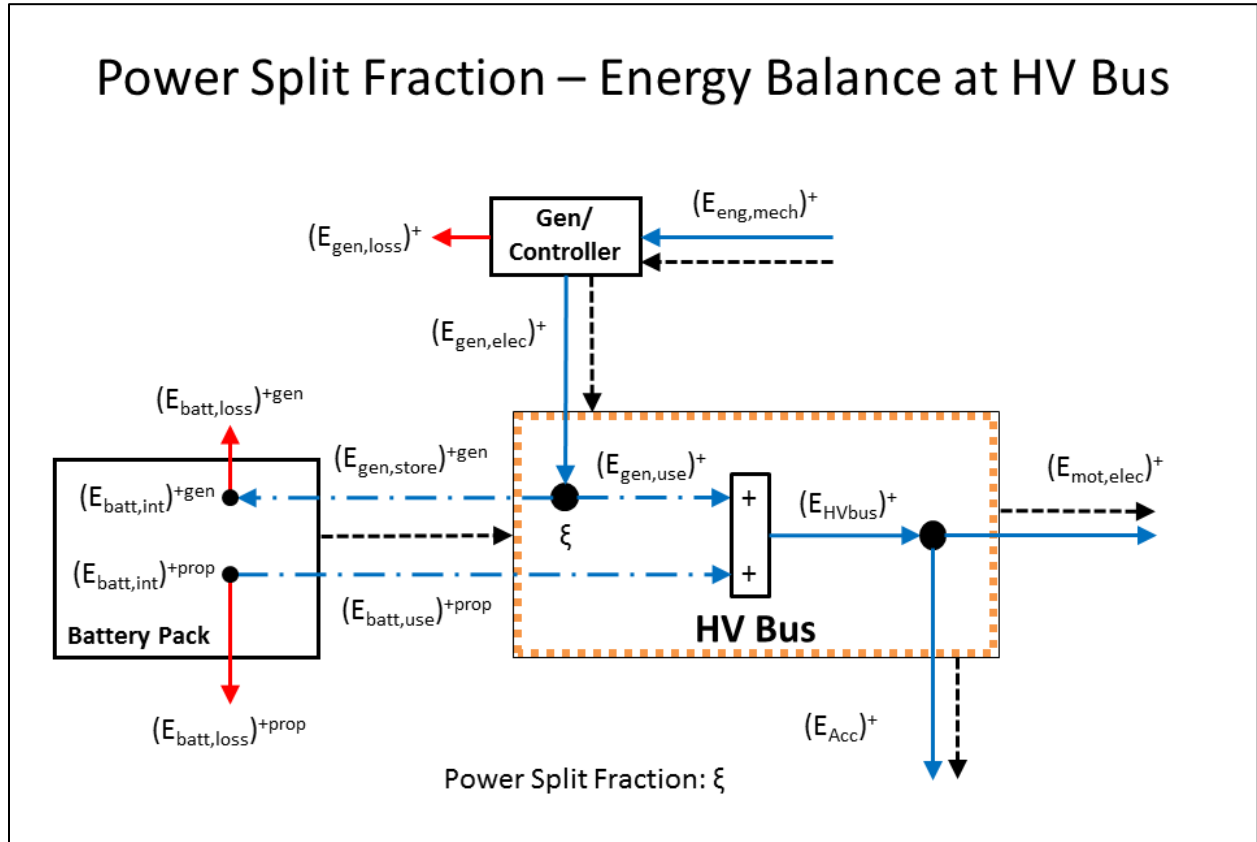 Power Split Fraction – Energy Balance at HV Bus
Gen/
Controller
(E_eng,mech)^+
(E_gen,loss)^+
(E_gen,elec)^+
(E_batt,loss)^+gen
(E_gen,store)^+gen
(E_gen,use)^+
(E_mot,elec)^+
(E_batt,int)^+gen
+
(E_HVbus)^+
ξ
(E_batt,int)^+prop
+
(E_batt,use)^+prop
Battery Pack
HV Bus
(E_batt,loss)^+prop
(E_Acc)^+
Power Split Fraction: ξ